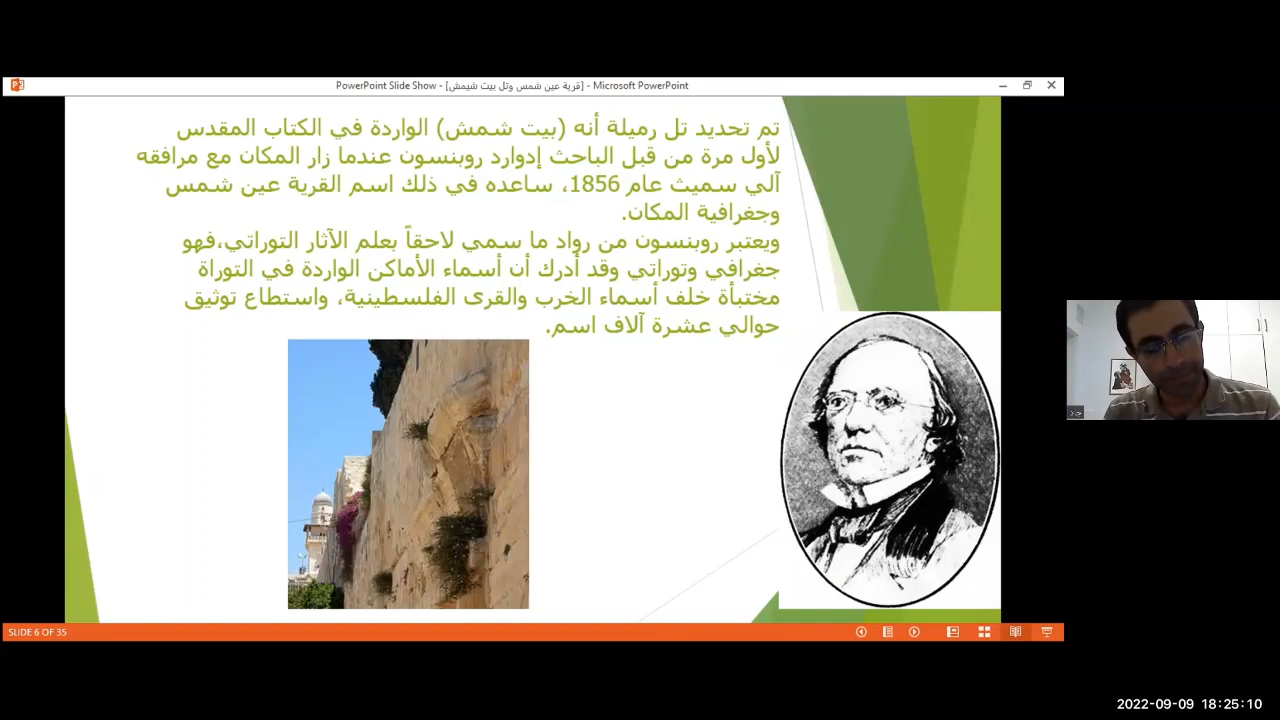 PowerPoint Slide Show - [قرية عين شمس وتل بيت شيمش] - Microsoft PowerPoint
تم تحديد تل رميلة أنه (بيت شمش) الواردة في الكتاب المقدس
لأول مرة من قبل الباحث إدوارد روبنسون عندما زار المكان مع مرافقه
آلي سميث عام 1856، ساعده في ذلك اسم القرية عين شمس
وجغرافية المكان.
ويعتبر روبنسون من رواد ما سمي لاحقاً بعلم الآثار التوراتي،فهو
جغرافي وتوراتي وقد أدرك أن أسماء الأماكن الواردة في التوراة
مختبأة خلف أسماء الخرب والقرى الفلسطينية، واستطاع توثيق
حوالي عشرة آلاف اسم.
جاد
SLIDE 6 OF 35
2022-09-09 18:25:10